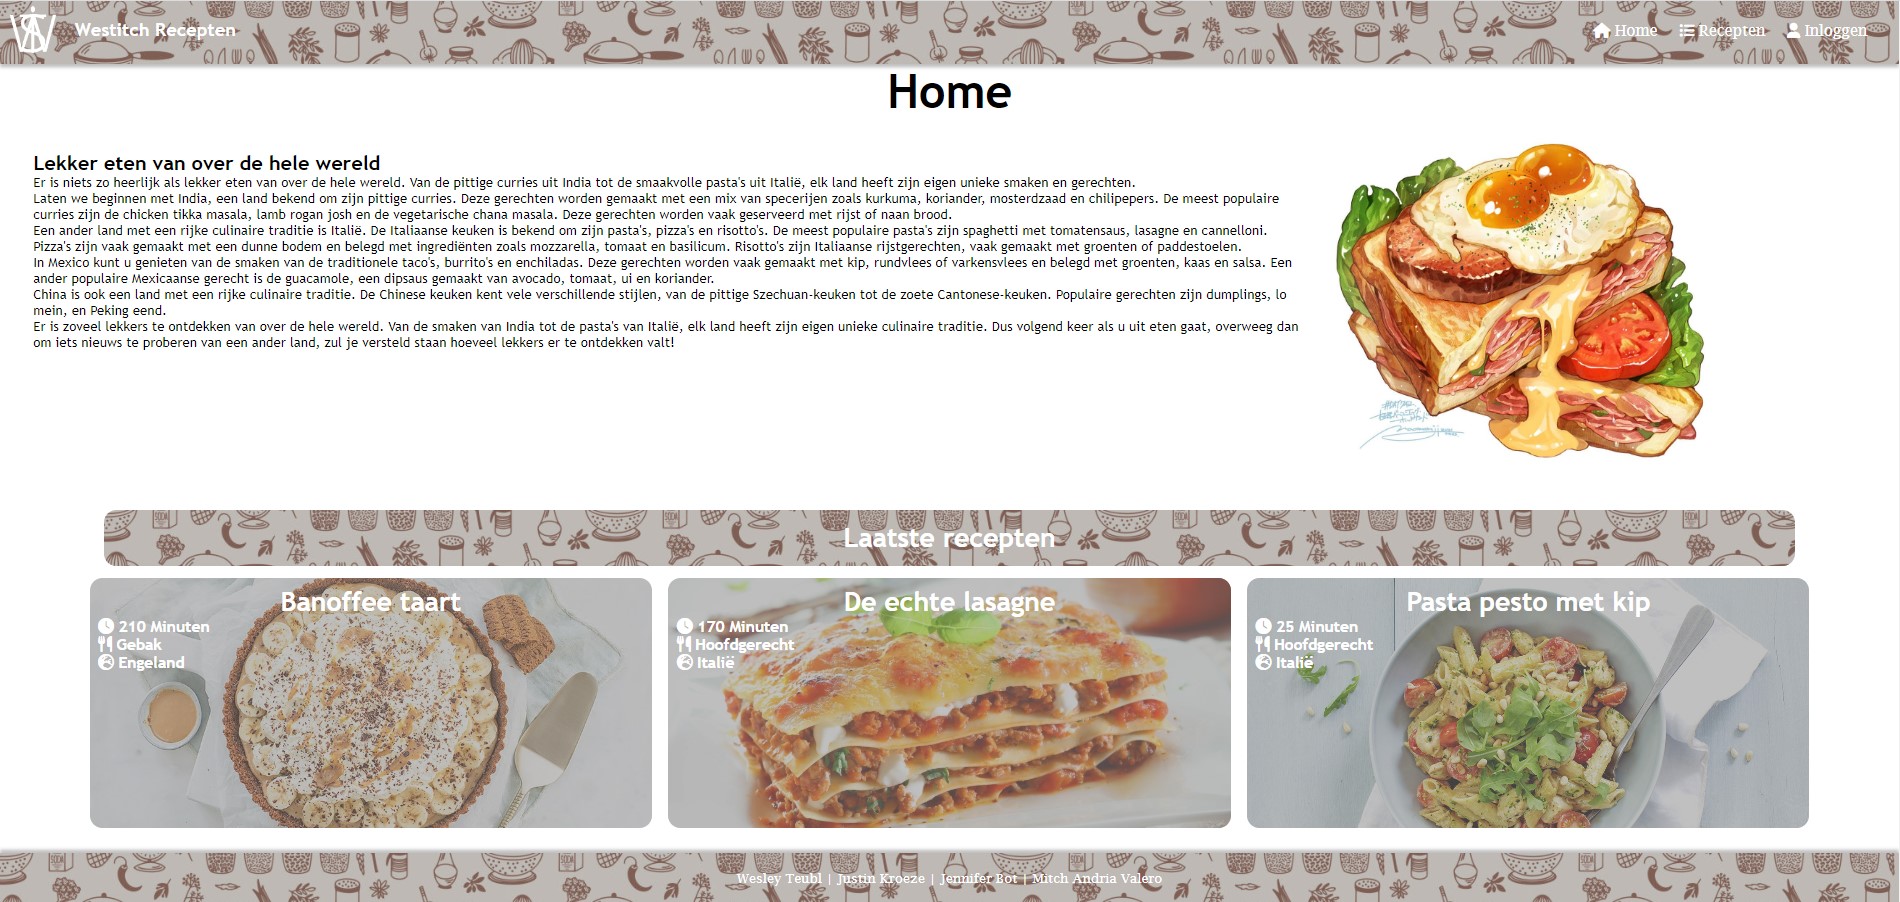 Westitch Recepten
Home
Recepten
Inloggen
Home
Lekker eten van over de hele wereld
Er is niets zo heerlijk als lekker eten van over de hele wereld. Van de pittige curries uit India tot de smaakvolle pasta's uit Italië, elk land heeft zijn eigen unieke smaken en gerechten.
Laten we beginnen met India, een land bekend om zijn pittige curries. Deze gerechten worden gemaakt met een mix van specerijen zoals kurkuma, koriander, mosterdzaad en chilipepers. De meest populaire
curries zijn de chicken tikka masala, lamb rogan josh en de vegetarische chana masala. Deze gerechten worden vaak geserveerd met rijst of naan brood.
Een ander land met een rijke culinaire traditie is Italië. De Italiaanse keuken is bekend om zijn pasta's, pizza's en risotto's. De meest populaire pasta's zijn spaghetti met tomatensaus, lasagne en cannelloni.
Pizza's zijn vaak gemaakt met een dunne bodem en belegd met ingrediënten zoals mozzarella, tomaat en basilicum. Risotto's zijn Italiaanse rijstgerechten, vaak gemaakt met groenten of paddestoelen.
In Mexico kunt u genieten van de smaken van de traditionele taco's, burrito's en enchiladas. Deze gerechten worden vaak gemaakt met kip, rundvlees of varkensvlees en belegd met groenten, kaas en salsa. Een
ander populaire Mexicaanse gerecht is de guacamole, een dipsaus gemaakt van avocado, tomaat, ui en koriander.
China is ook een land met een rijke culinaire traditie. De Chinese keuken kent vele verschillende stijlen, van de pittige Szechuan-keuken tot de zoete Cantonese-keuken. Populaire gerechten zijn dumplings, lo
mein, en Peking eend.
Er is zoveel lekkers te ontdekken van over de hele wereld. Van de smaken van India tot de pasta's van Italië, elk land heeft zijn eigen unieke culinaire traditie. Dus volgend keer als u uit eten gaat, overweeg dan
om iets nieuws te proberen van een ander land, zul je versteld staan hoeveel lekkers er te ontdekken valt!
Laatste recepten
Banoffee taart
210 Minuten
Gebak
Engeland
De echte lasagne
170 Minuten
Hoofdgerecht
Italië
Pasta pesto met kip
25 Minuten
Hoofdgerecht
Italië
Wesley Teubl | Justin Kroeze | Jennifer Bot | Mitch Andria Valero